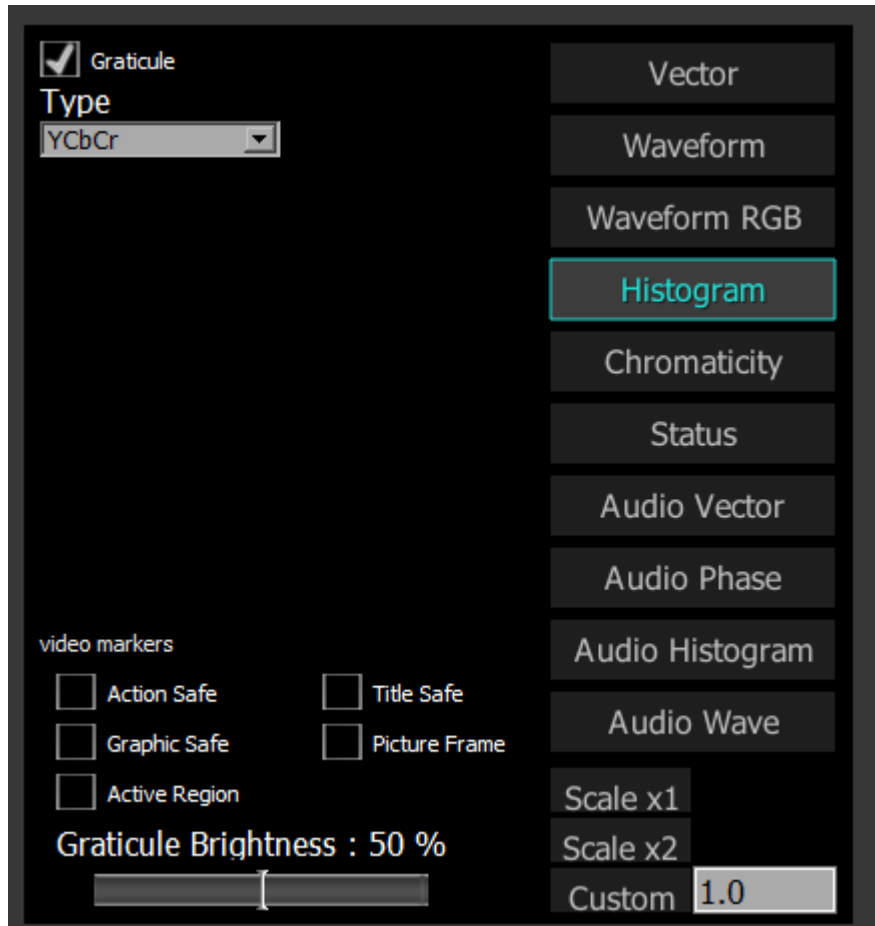 Graticule
Type
YCbCr
Vector
Waveform
Waveform RGB
Histogram
Chromaticity
Status
Audio Vector
Audio Phase
Audio Histogram
Audio Wave
video markers
Action Safe
Title Safe
Graphic Safe
Picture Frame
Active Region
Graticule Brightness : 50 %
Scale x1
Scale x2
Custom 1.0